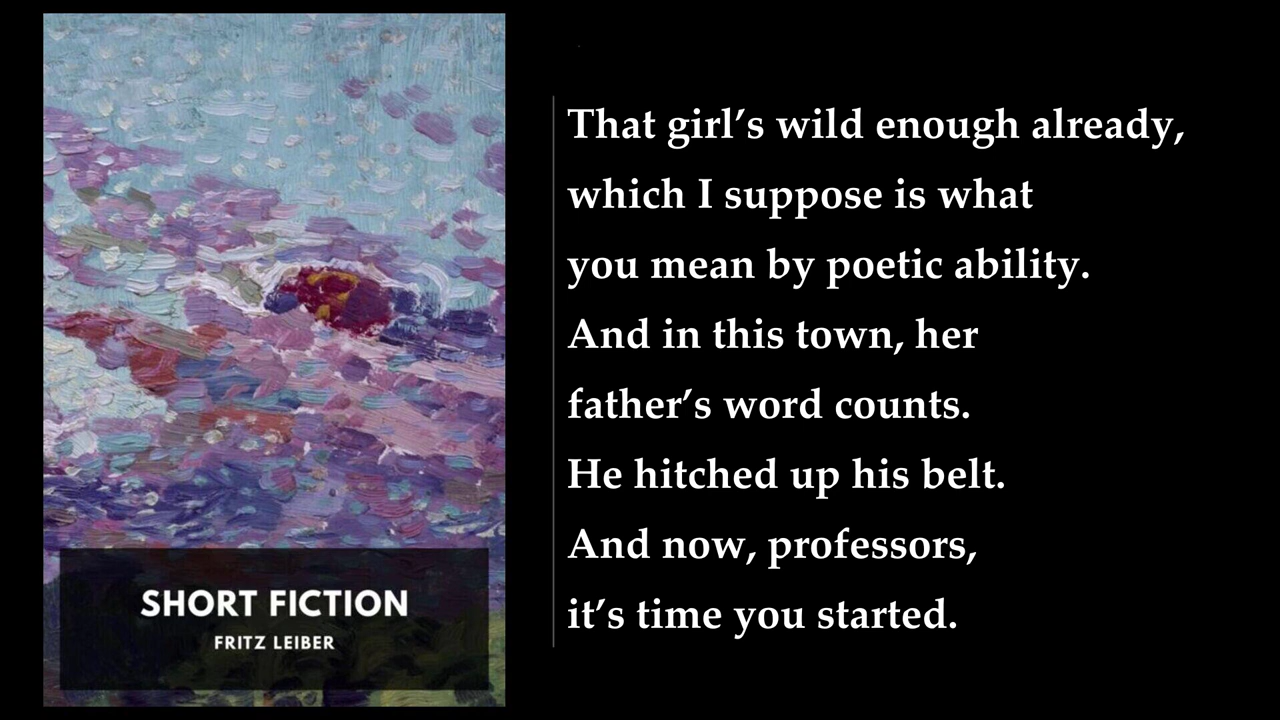 SHORT FICTION
FRITZ LEIBER
That girl’s wild enough already,
which I suppose is what
you mean by poetic ability.
And in this town, her
father’s word counts.
He hitched up his belt.
And now, professors,
it’s time you started.